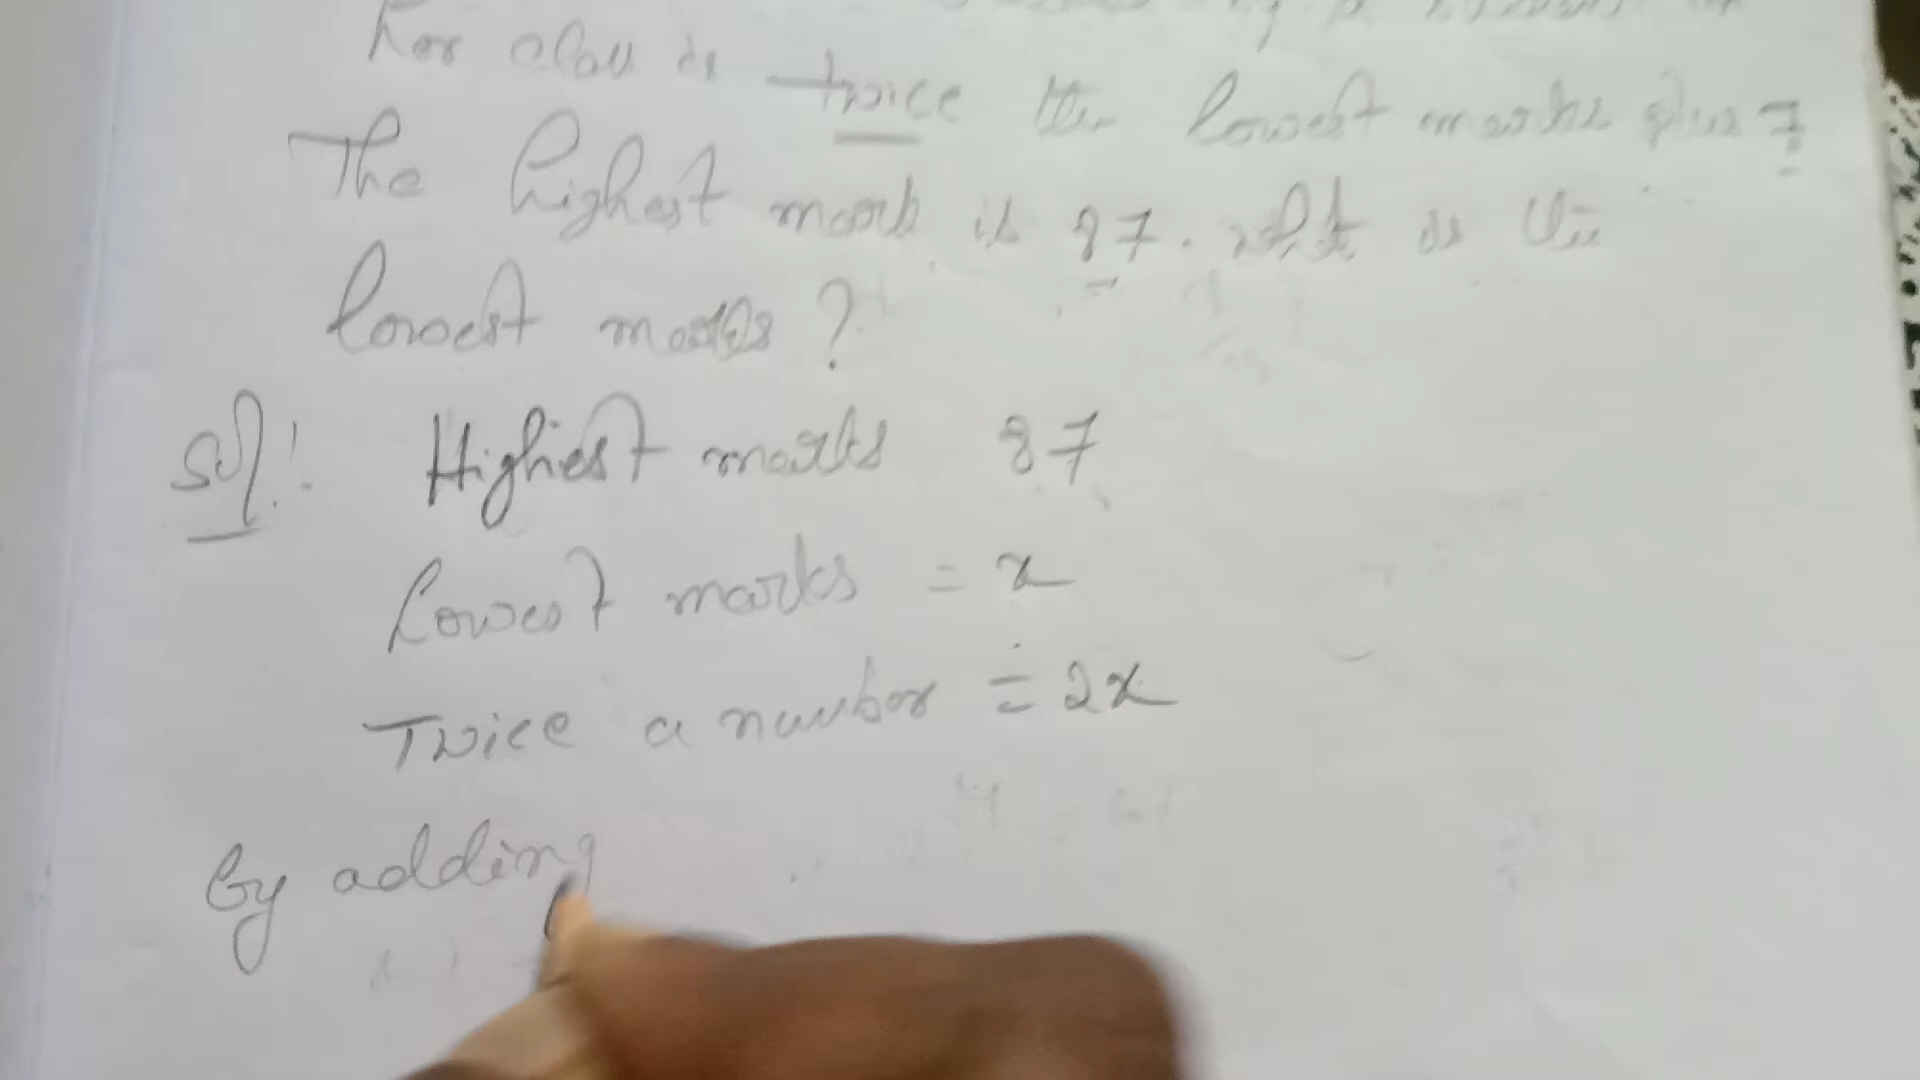 her class is twice the lowest marks plus 7
The highest mark is 87. what is the
lowest marks?
Sol: Highest marks 87
Lowest marks = x
Twice a number = 2x
By adding